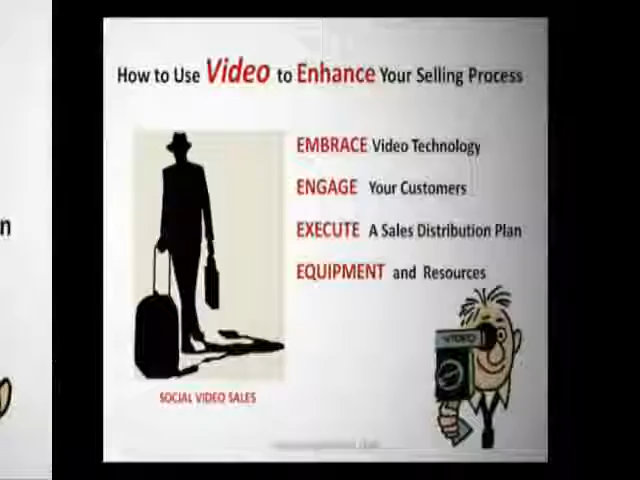 How to Use Video to Enhance Your Selling Process
EMBRACE Video Technology
ENGAGE Your Customers
EXECUTE A Sales Distribution Plan
EQUIPMENT and Resources
VIDEO
SOCIAL VIDEO SALES
n